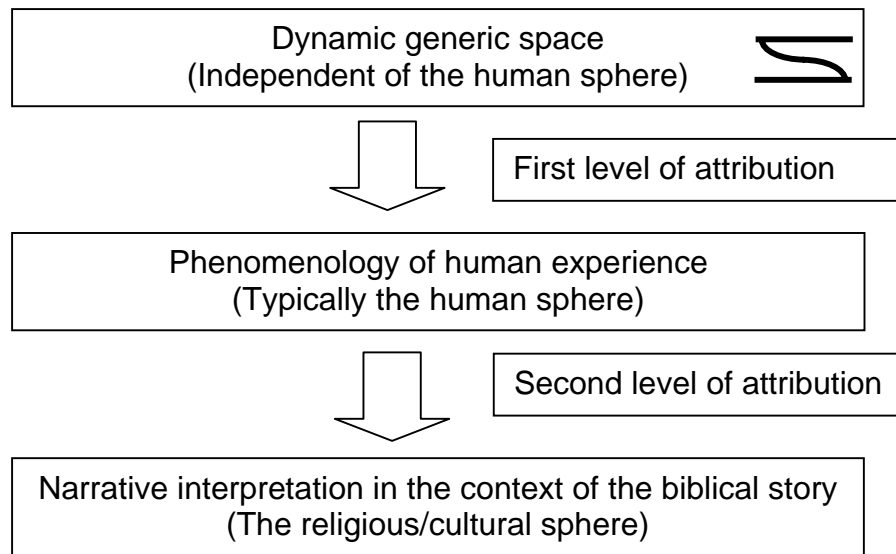 Dynamic generic space
(Independent of the human sphere)
First level of attribution
Phenomenology of human experience
(Typically the human sphere)
Second level of attribution
Narrative interpretation in the context of the biblical story
(The religious/cultural sphere)